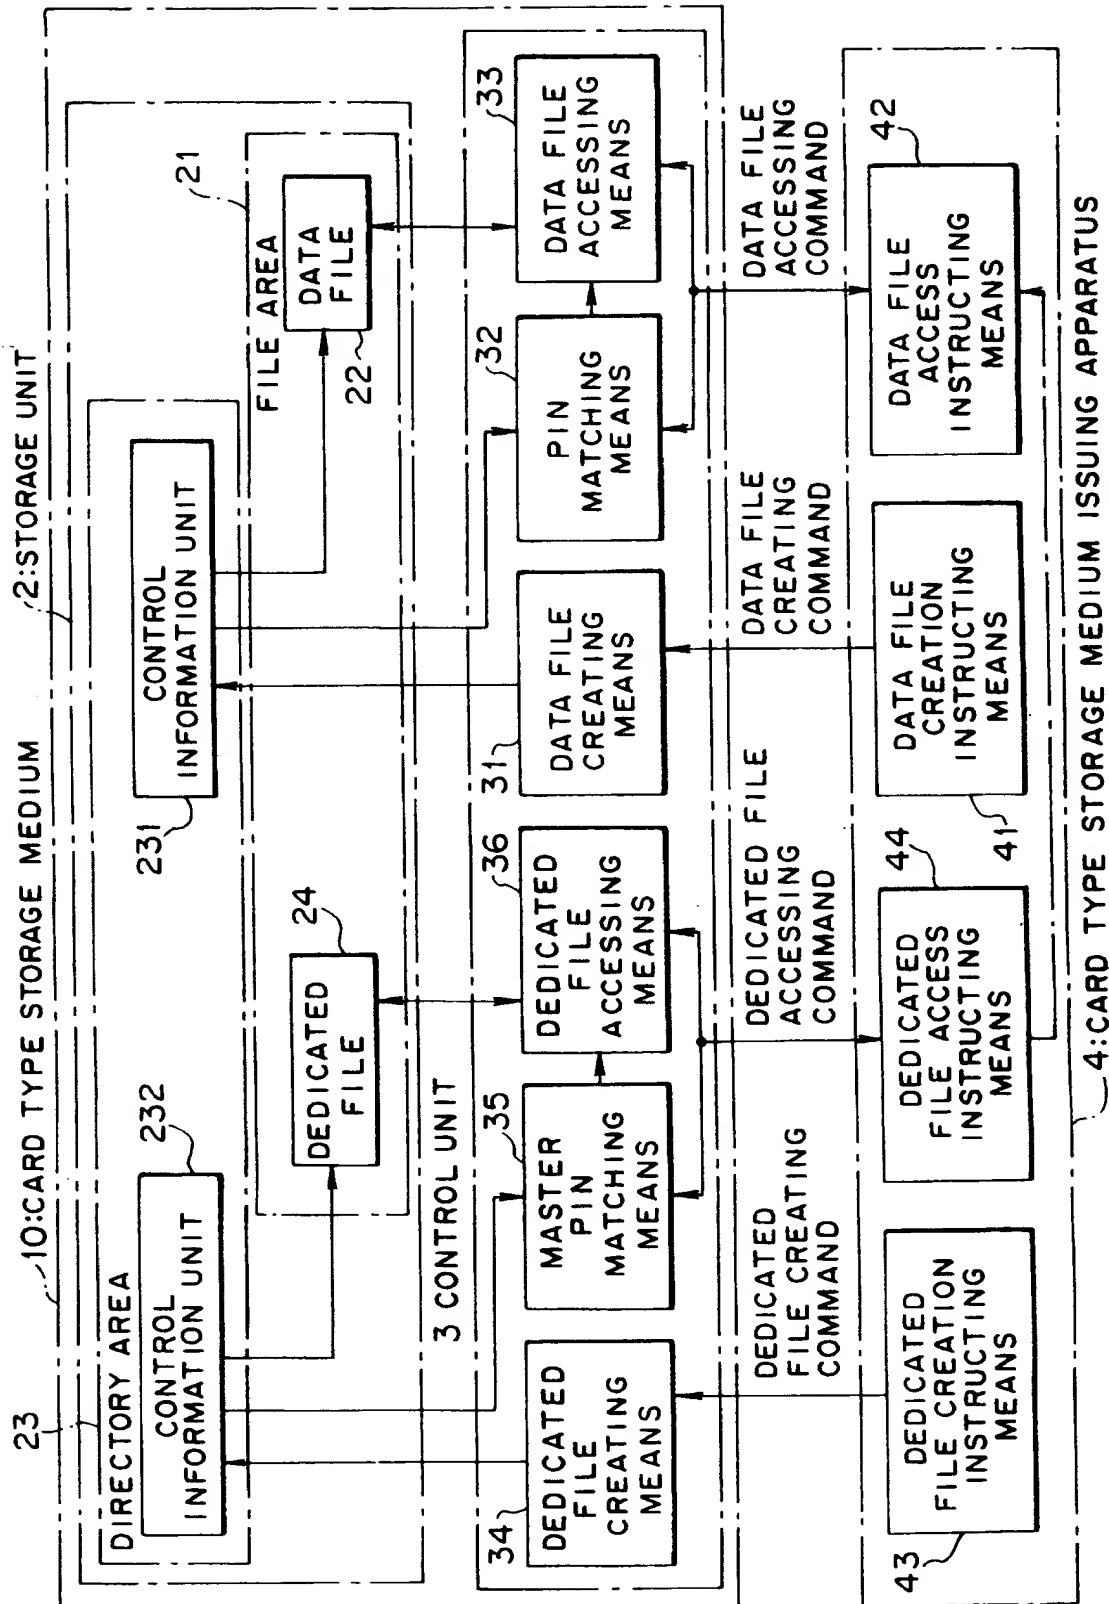 10:CARD TYPE STORAGE MEDIUM
2:STORAGE UNIT
23
DIRECTORY AREA
232
CONTROL
INFORMATION UNIT
231
CONTROL
INFORMATION UNIT
21
FILE AREA
24
DEDICATED
FILE
22
DATA
FILE
3 CONTROL UNIT
34
DEDICATED
FILE
CREATING
MEANS
35
MASTER
PIN
MATCHING
MEANS
36
DEDICATED
FILE
ACCESSING
MEANS
31
DATA FILE
CREATING
MEANS
32
PIN
MATCHING
MEANS
33
DATA FILE
ACCESSING
MEANS
DEDICATED
FILE CREATING
COMMAND
DEDICATED FILE
ACCESSING
COMMAND
DATA FILE
CREATING
COMMAND
DATA FILE
ACCESSING
COMMAND
43
DEDICATED
FILE CREATION
INSTRUCTING
MEANS
44
DEDICATED
FILE ACCESS
INSTRUCTING
MEANS
41
DATA FILE
CREATION
INSTRUCTING
MEANS
42
DATA FILE
ACCESS
INSTRUCTING
MEANS
4:CARD TYPE STORAGE MEDIUM ISSUING APPARATUS